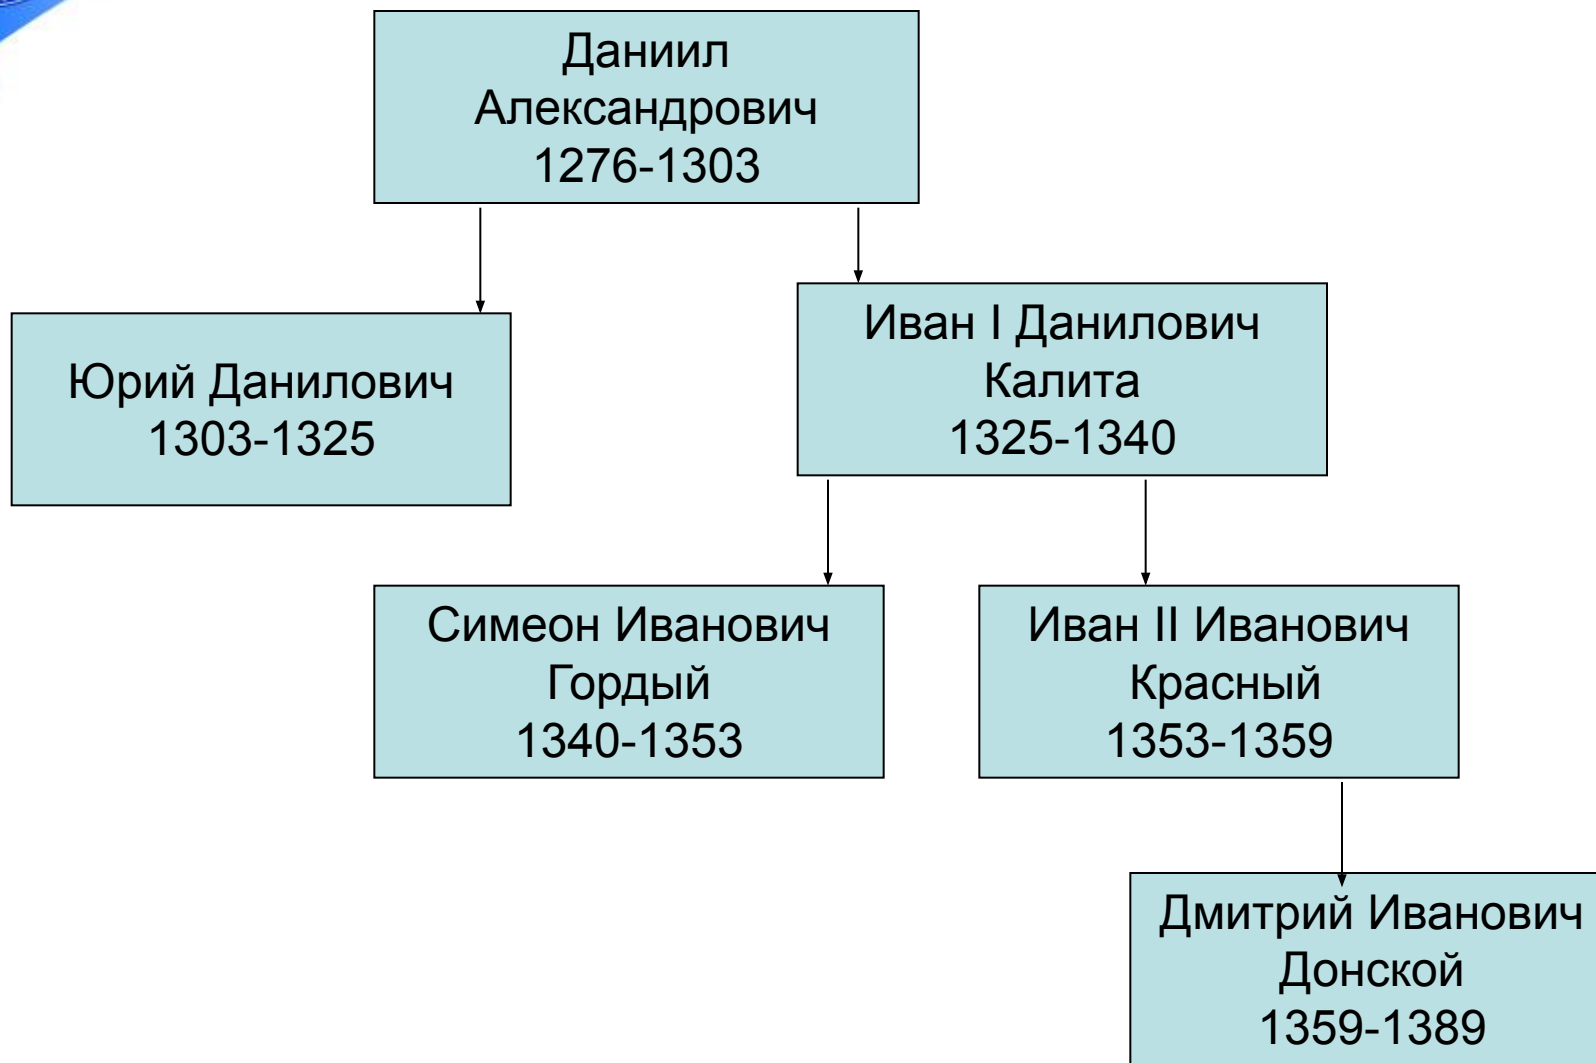 Даниил
Александрович
1276-1303
Юрий Данилович
1303-1325
Иван I Данилович
Калита
1325-1340
Симеон Иванович
Гордый
1340-1353
Иван II Иванович
Красный
1353-1359
Дмитрий Иванович
Донской
1359-1389